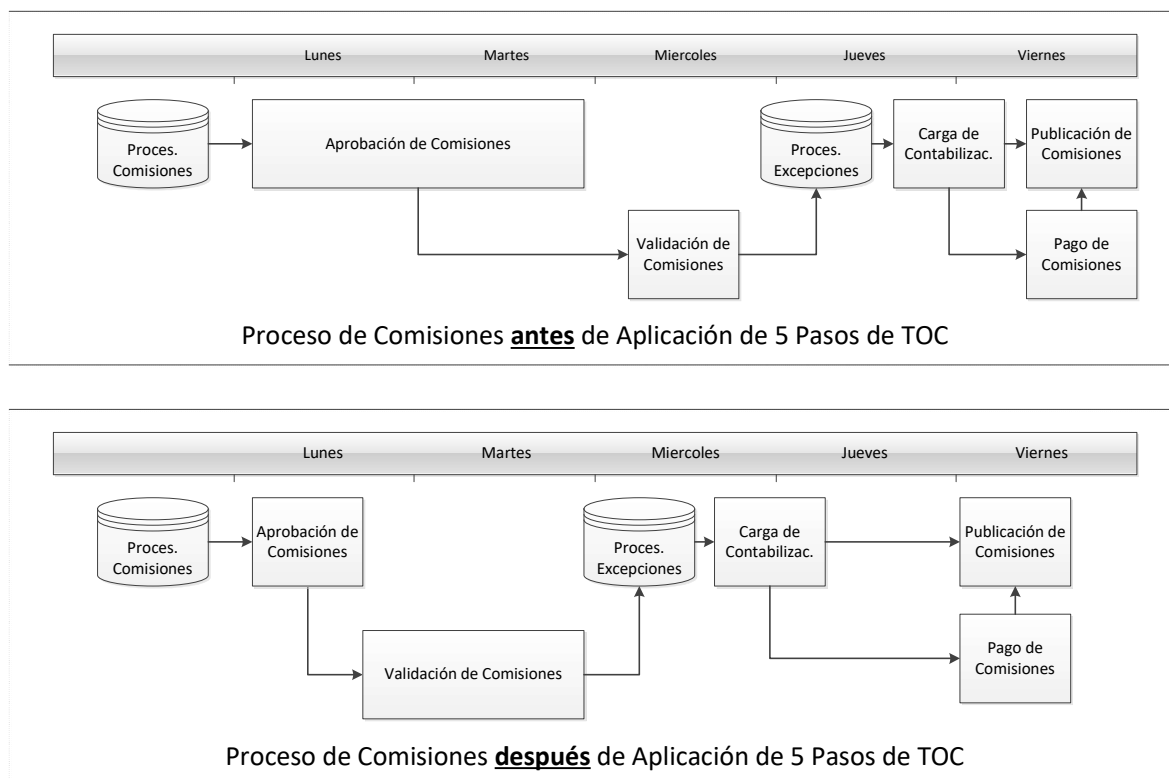 Lunes Martes Miercoles Jueves Viernes
Proces.
Comisiones
Aprobación de Comisiones
Validación de
Comisiones
Proces.
Excepciones
Carga de
Contabilizac.
Publicación de
Comisiones
Pago de
Comisiones
Proceso de Comisiones antes de Aplicación de 5 Pasos de TOC
Lunes Martes Miercoles Jueves Viernes
Proces.
Comisiones
Aprobación de
Comisiones
Validación de Comisiones
Proces.
Excepciones
Carga de
Contabilizac.
Publicación de
Comisiones
Pago de
Comisiones
Proceso de Comisiones después de Aplicación de 5 Pasos de TOC